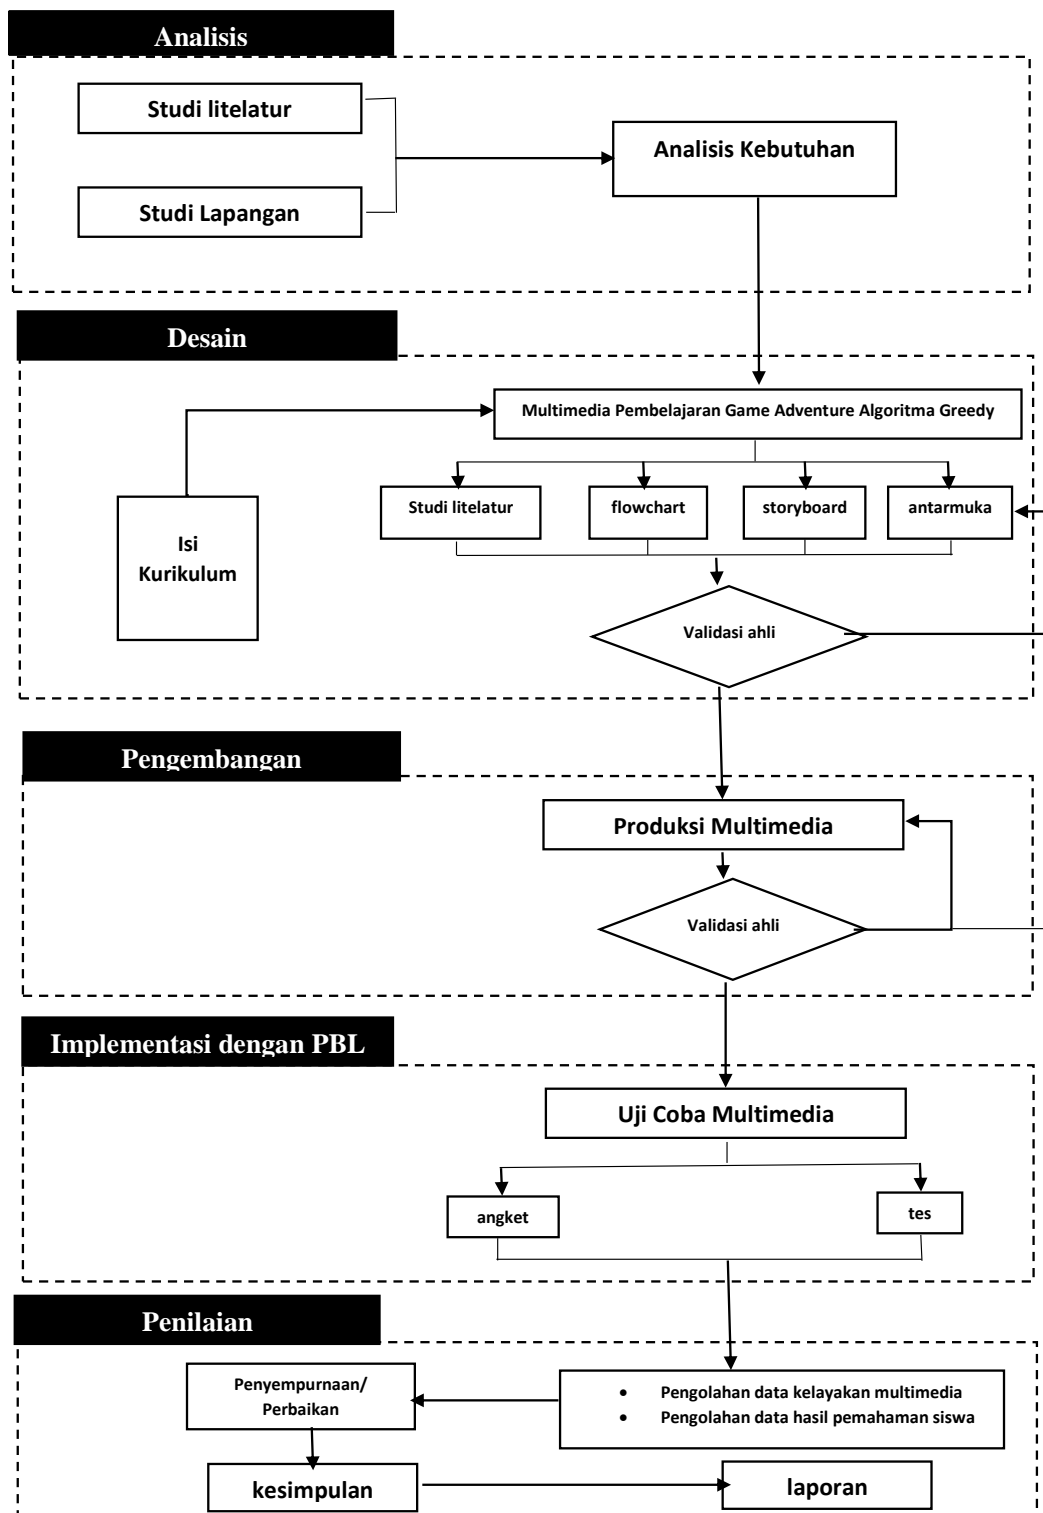 Analisis
Studi litelatur
Analisis Kebutuhan
Studi Lapangan
Desain
Multimedia Pembelajaran Game Adventure Algoritma Greedy
Studi litelatur
flowchart
storyboard
antarmuka
Isi
Kurikulum
Validasi ahli
Pengembangan
Produksi Multimedia
Validasi ahli
Implementasi dengan PBL
Uji Coba Multimedia
angket
tes
Penilaian
Penyempurnaan/
Perbaikan
• Pengolahan data kelayakan multimedia
• Pengolahan data hasil pemahaman siswa
kesimpulan
laporan